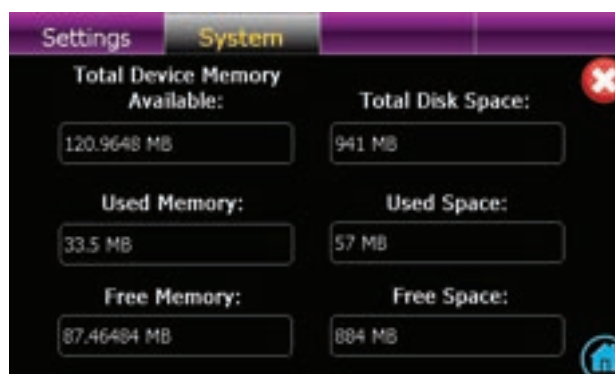 Settings System
Total Device Memory
Available:
Total Disk Space:
120.9648 MB
941 MB
Used Memory:
Used Space:
33.5 MB
57 MB
Free Memory:
Free Space:
87.46484 MB
884 MB